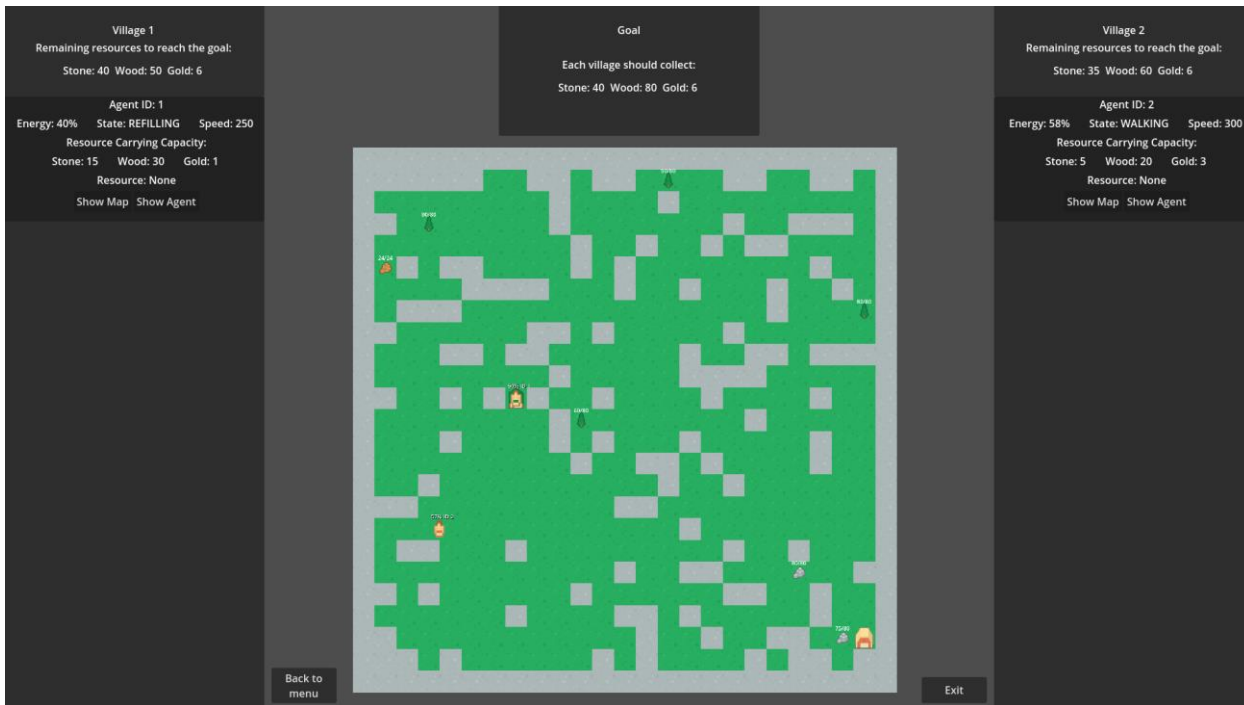 Village 1
Remaining resources to reach the goal:
Stone: 40 Wood: 50 Gold: 6
Agent ID: 1
Energy: 40% State: REFILLING Speed: 250
Resource Carrying Capacity:
Stone: 15 Wood: 30 Gold: 1
Resource: None
Show Map Show Agent
Goal
Each village should collect:
Stone: 40 Wood: 80 Gold: 6
80/80
24/24
Back to
menu
Exit
Village 2
Remaining resources to reach the goal:
Stone: 35 Wood: 60 Gold: 6
Agent ID: 2
Energy: 58% State: WALKING Speed: 300
Resource Carrying Capacity:
Stone: 5 Wood: 20 Gold: 3
Resource: None
Show Map Show Agent